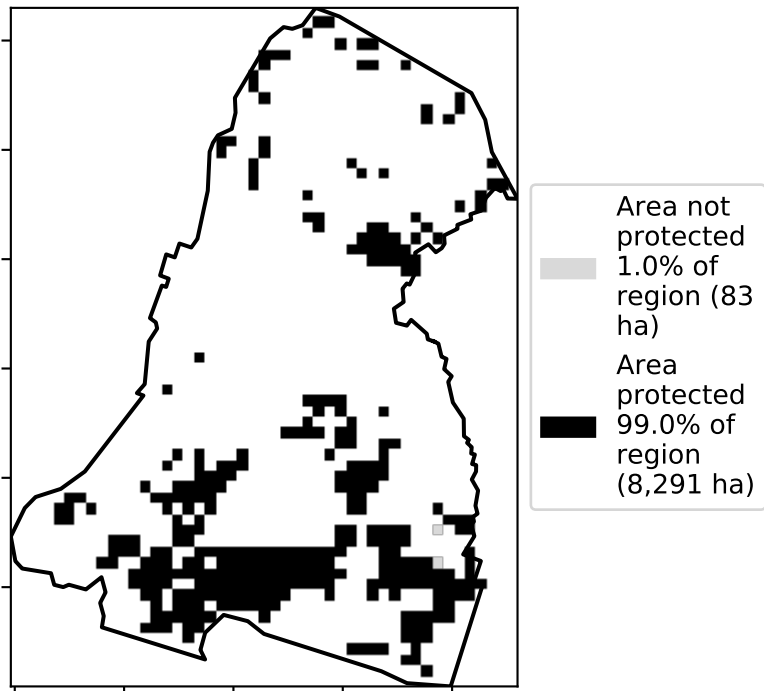 Area not
protected
1.0% of
region (83
ha)
Area
protected
99.0% of
region
(8,291 ha)